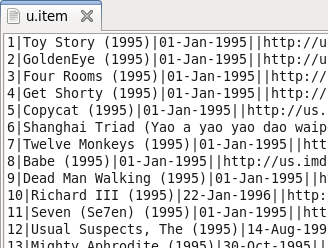 u.item
1|Toy Story (1995)|01-Jan-1995||http://u
2|GoldenEye (1995)|01-Jan-1995||http://
3|Four Rooms (1995)|01-Jan-1995||http://
4|Get Shorty (1995)|01-Jan-1995||http://
5|Copycat (1995)|01-Jan-1995||http://us.
6|Shanghai Triad (Yao a yao yao dao waip
7|Twelve Monkeys (1995)|01-Jan-1995||htt
8|Babe (1995)|01-Jan-1995||http://us.imd
9|Dead Man Walking (1995)|01-Jan-1995||h
10|Richard III (1995)|22-Jan-1996||http:
11|Seven (Se7en) (1995)|01-Jan-1995||htt
12|Usual Suspects, The (1995)|14-Aug-199
13|Mighty Aphrodite (1995)|30-Oct-1995|